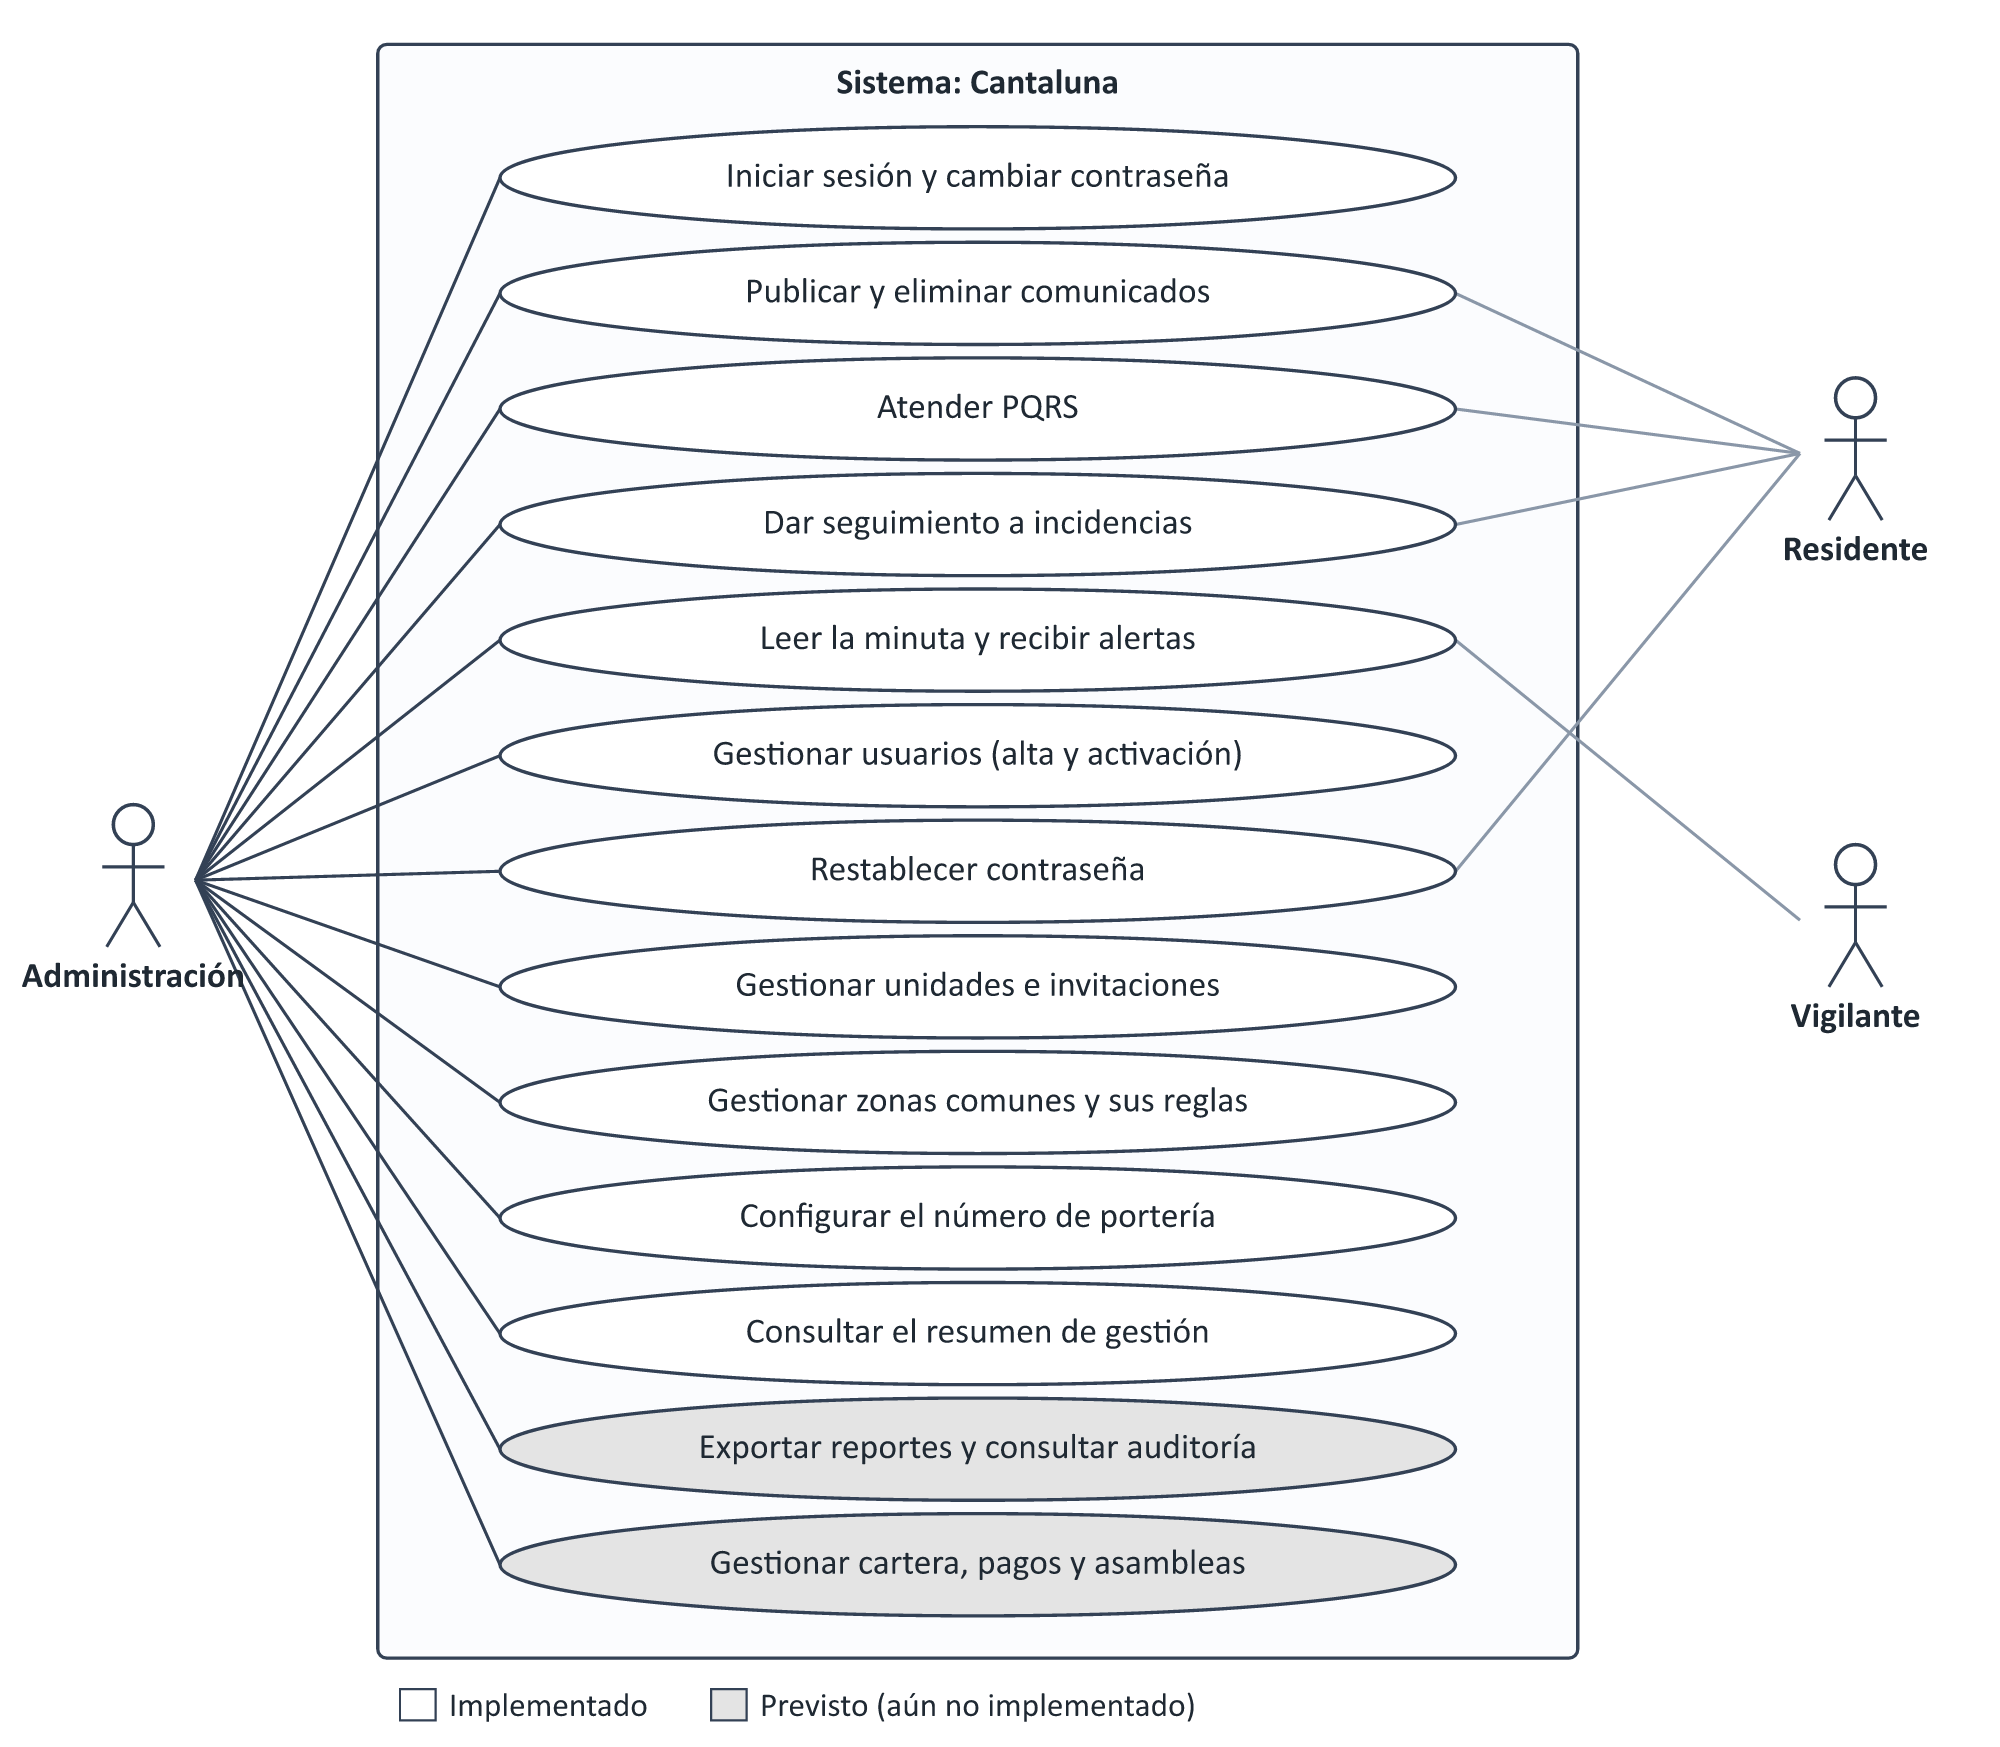 Sistema: Cantaluna
Iniciar sesión y cambiar contraseña
Publicar y eliminar comunicados
Atender PQRS
Dar seguimiento a incidencias
Residente
Leer la minuta y recibir alertas
Gestionar usuarios (alta y activación)
Restablecer contraseña
Administración
Gestionar unidades e invitaciones
Vigilante
Gestionar zonas comunes y sus reglas
Configurar el número de portería
Consultar el resumen de gestión
Exportar reportes y consultar auditoría
Gestionar cartera, pagos y asambleas
Implementado
Previsto (aún no implementado)